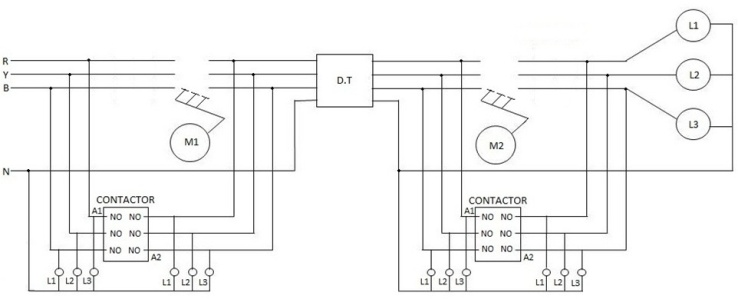 L1
R
Y
B
D.T
L2
L3
M1
M2
N
CONTACTOR
CONTACTOR
A1
NO NO
NO NO
NO NO
A2
A1
NO NO
NO NO
NO NO
A2
L1 L2 L3
L1 L2 L3
L1 L2 L3
L1 L2 L3